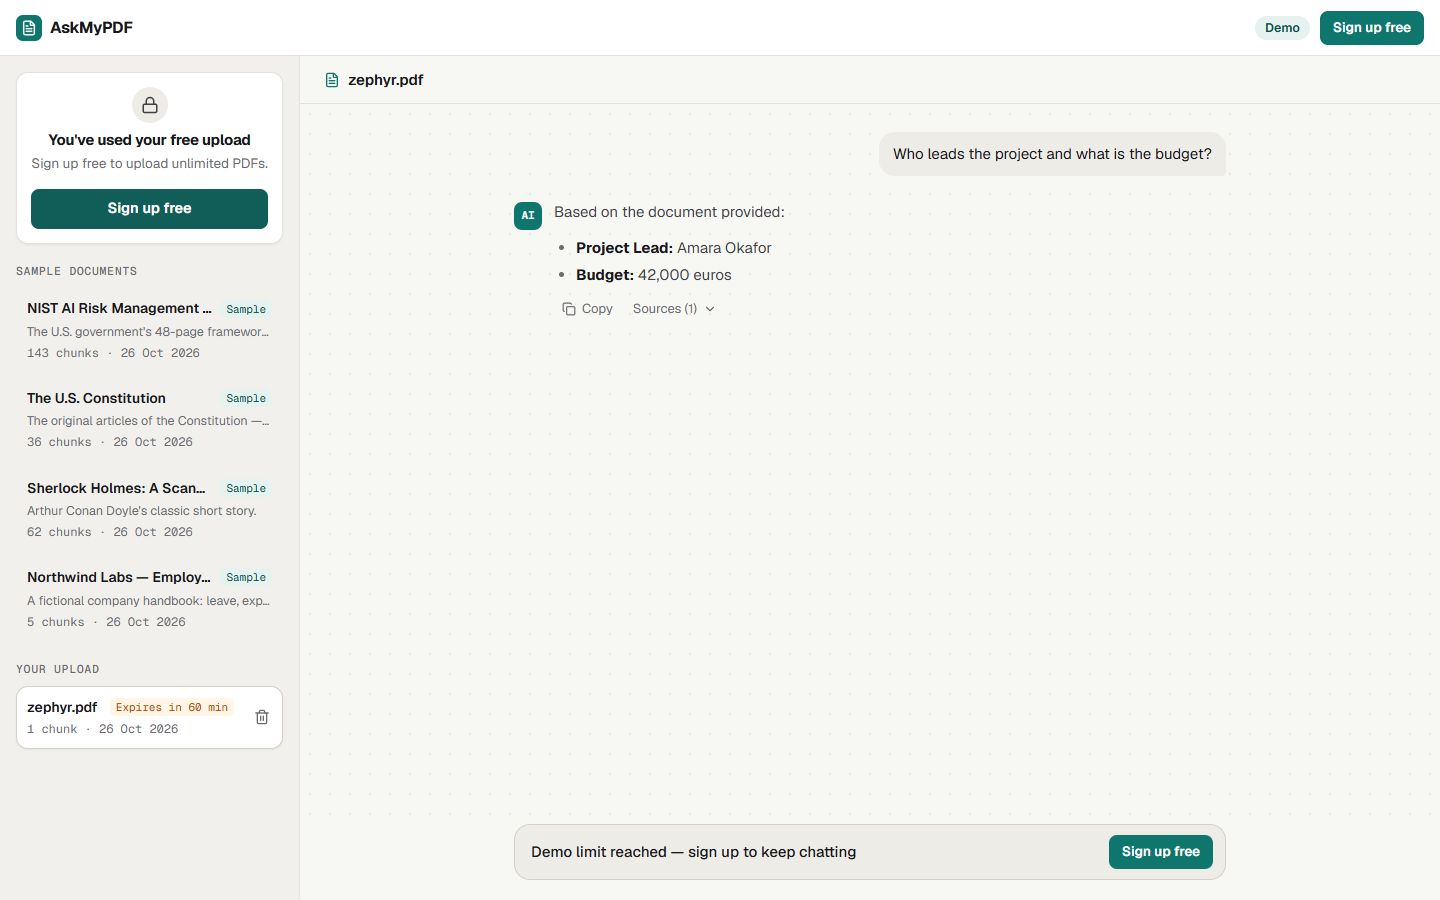 AskMyPDF
Demo
Sign up free
You've used your free upload
Sign up free to upload unlimited PDFs.
Sign up free
SAMPLE DOCUMENTS
NIST AI Risk Management ...
Sample
The U.S. government's 48-page framewor...
143 chunks · 26 Oct 2026
The U.S. Constitution
Sample
The original articles of the Constitution —...
36 chunks · 26 Oct 2026
Sherlock Holmes: A Scan...
Sample
Arthur Conan Doyle's classic short story.
62 chunks · 26 Oct 2026
Northwind Labs — Employ...
Sample
A fictional company handbook: leave, exp...
5 chunks · 26 Oct 2026
YOUR UPLOAD
zephyr.pdf
Expires in 60 min
1 chunk · 26 Oct 2026
zephyr.pdf
Who leads the project and what is the budget?
AI
Based on the document provided:
• Project Lead: Amara Okafor
• Budget: 42,000 euros
Copy
Sources (1)
Demo limit reached — sign up to keep chatting
Sign up free